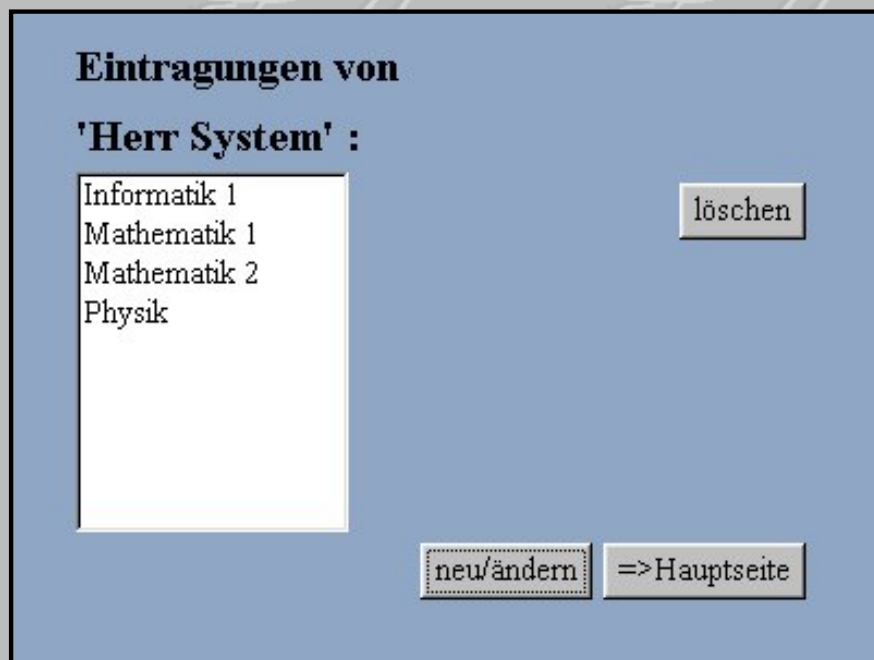 Eintragungen von
'Herr System' :
Informatik 1
Mathematik 1
Mathematik 2
Physik
löschen
neu/ändern
=>Hauptseite